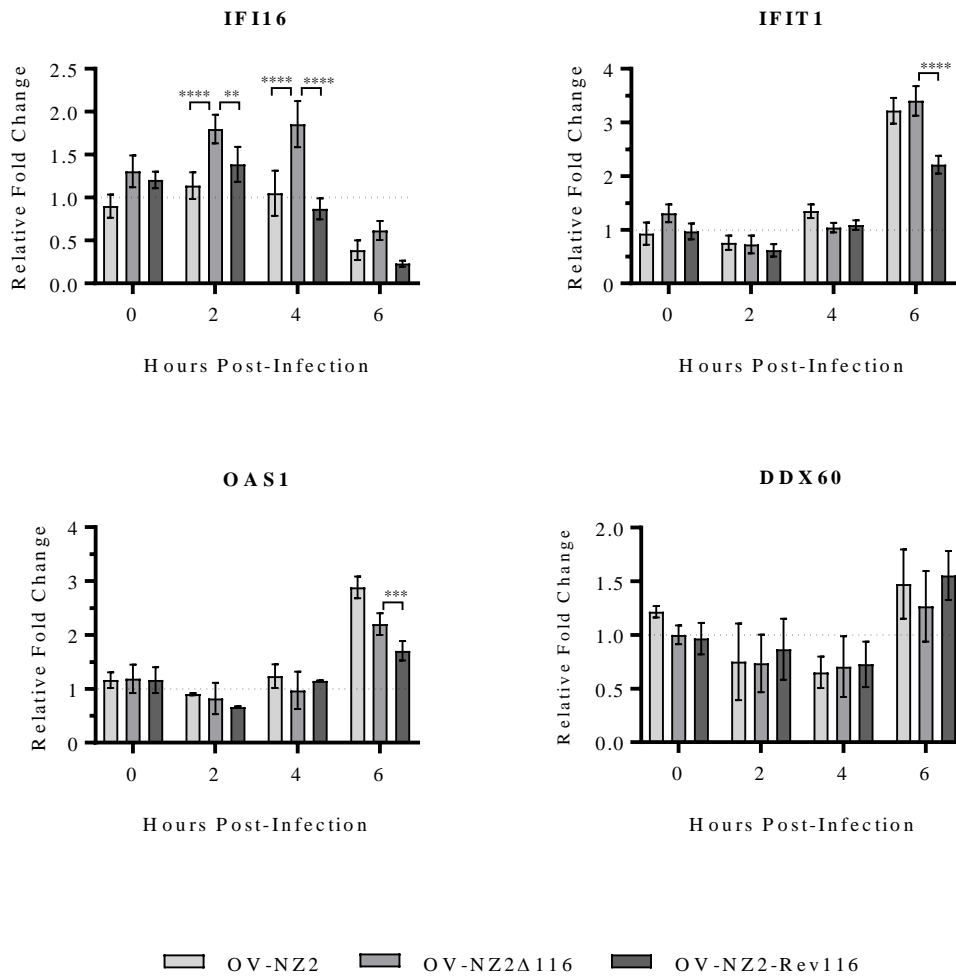 IFI16
Relative Fold Change
2.5
2.0
1.5
1.0
0.5
0.0
**** ** **** ****
0 2 4 6
Hours Post-Infection
IFIT1
Relative Fold Change
4
3
2
1
0
****
0 2 4 6
Hours Post-Infection
OAS1
Relative Fold Change
4
3
2
1
0
***
0 2 4 6
Hours Post-Infection
DDX60
Relative Fold Change
2.0
1.5
1.0
0.5
0.0
0 2 4 6
Hours Post-Infection
OV-NZ2 OV-NZ2Δ116 OV-NZ2-Rev116